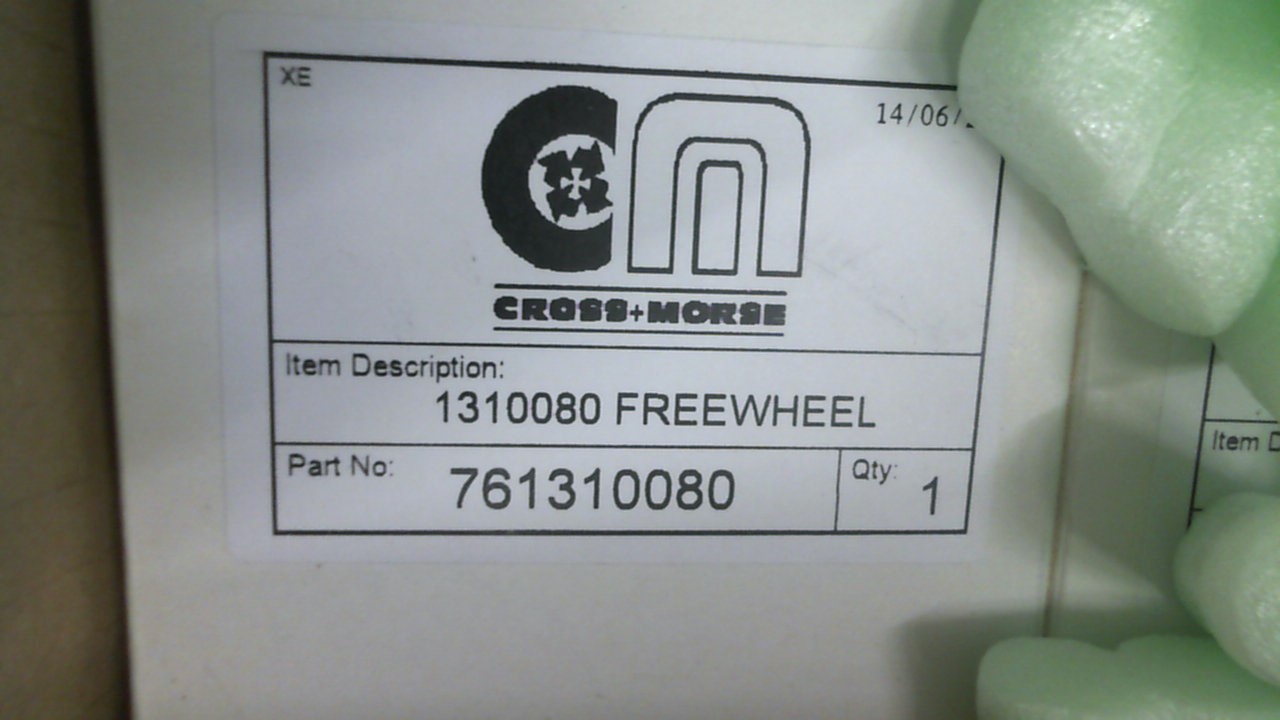 XE
14/06/
CROSS+MORSE
Item Description:
1310080 FREEWHEEL
Part No:
761310080
Qty:
1
Item